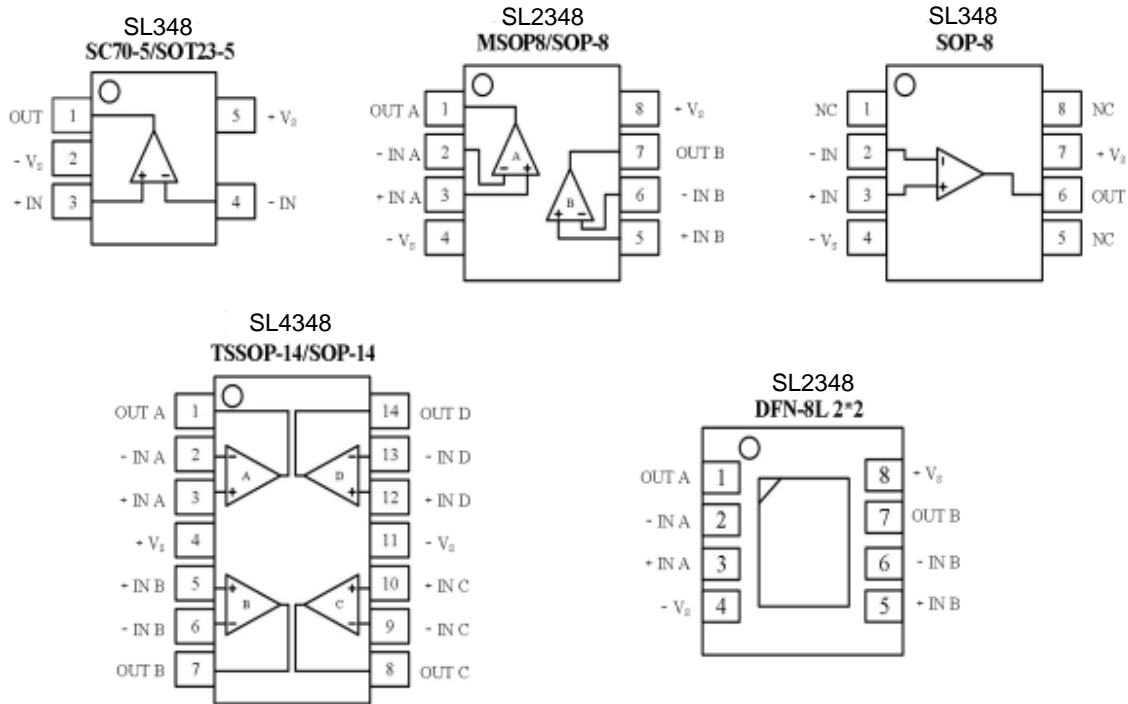 SL348
SC70-5/SOT23-5
OUT 1 5 + VS
- VS 2
+ IN 3 + - 4 - IN
SL2348
MSOP8/SOP-8
OUT A 1 8 + VS
- IN A 2 A 7 OUT B
- +
+ IN A 3 B 6 - IN B
+ -
- VS 4 5 + IN B
SL348
SOP-8
NC 1 8 NC
- IN 2 - 7 + VS
+ IN 3 + 6 OUT
- VS 4 5 NC
SL4348
TSSOP-14/SOP-14
OUT A 1 14 OUT D
- IN A 2 - - 13 - IN D
A D
+ IN A 3 + + 12 + IN D
+ VS 4 11 - VS
+ IN B 5 + + 10 + IN C
B C
- IN B 6 - - 9 - IN C
OUT B 7 8 OUT C
SL2348
DFN-8L 2*2
OUT A 1 8 + VS
- IN A 2 7 OUT B
+ IN A 3 6 - IN B
- VS 4 5 + IN B